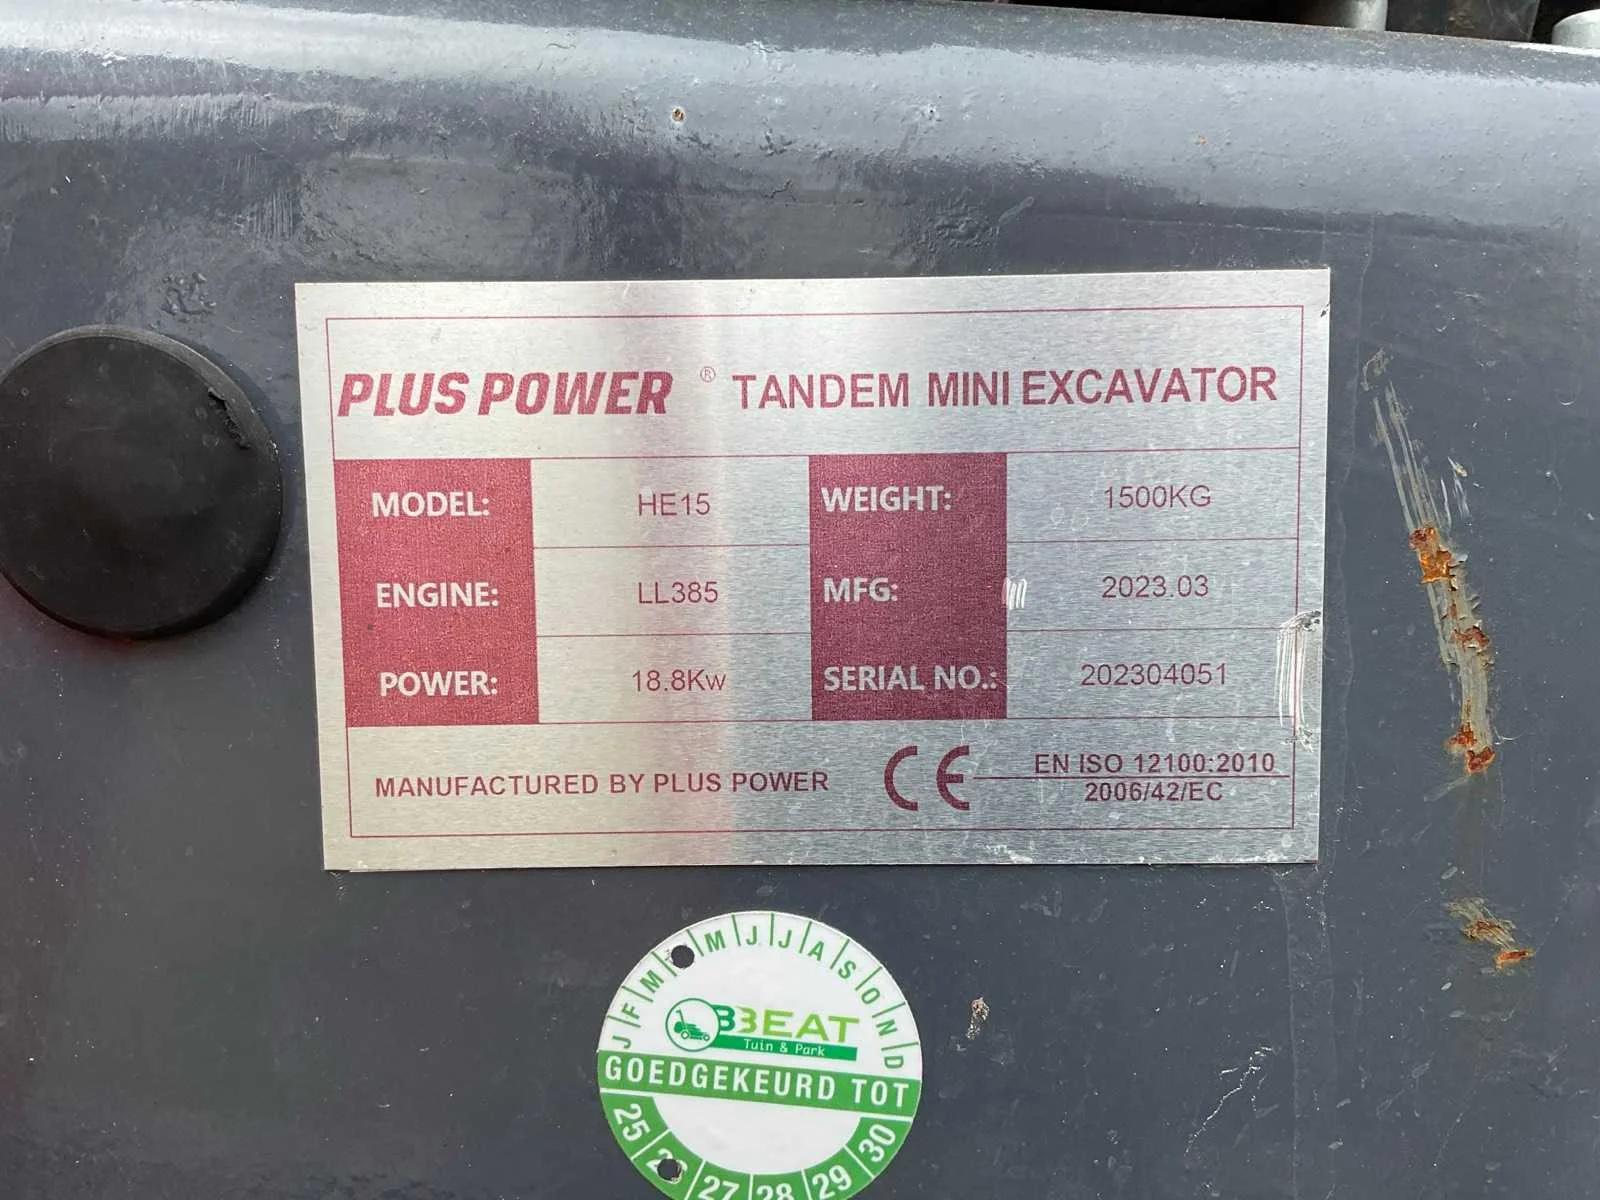 PLUS POWER ® TANDEM MINI EXCAVATOR
MODEL: HE15 WEIGHT: 1500KG
ENGINE: LL385 MFG: 2023.03
POWER: 18.8Kw SERIAL NO.: 202304051
MANUFACTURED BY PLUS POWER CE EN ISO 12100:2010
2006/42/EC
J F M M J J A S O N D
BBEAT
Tuin & Park
GOEDGEKEURD TOT
25 27 28 29 30